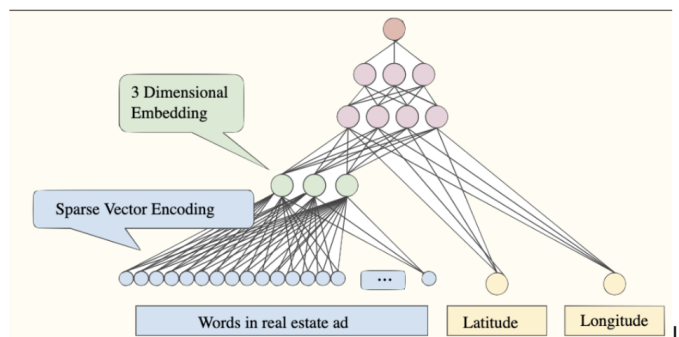 3 Dimensional
Embedding
Sparse Vector Encoding
...
Words in real estate ad
Latitude
Longitude